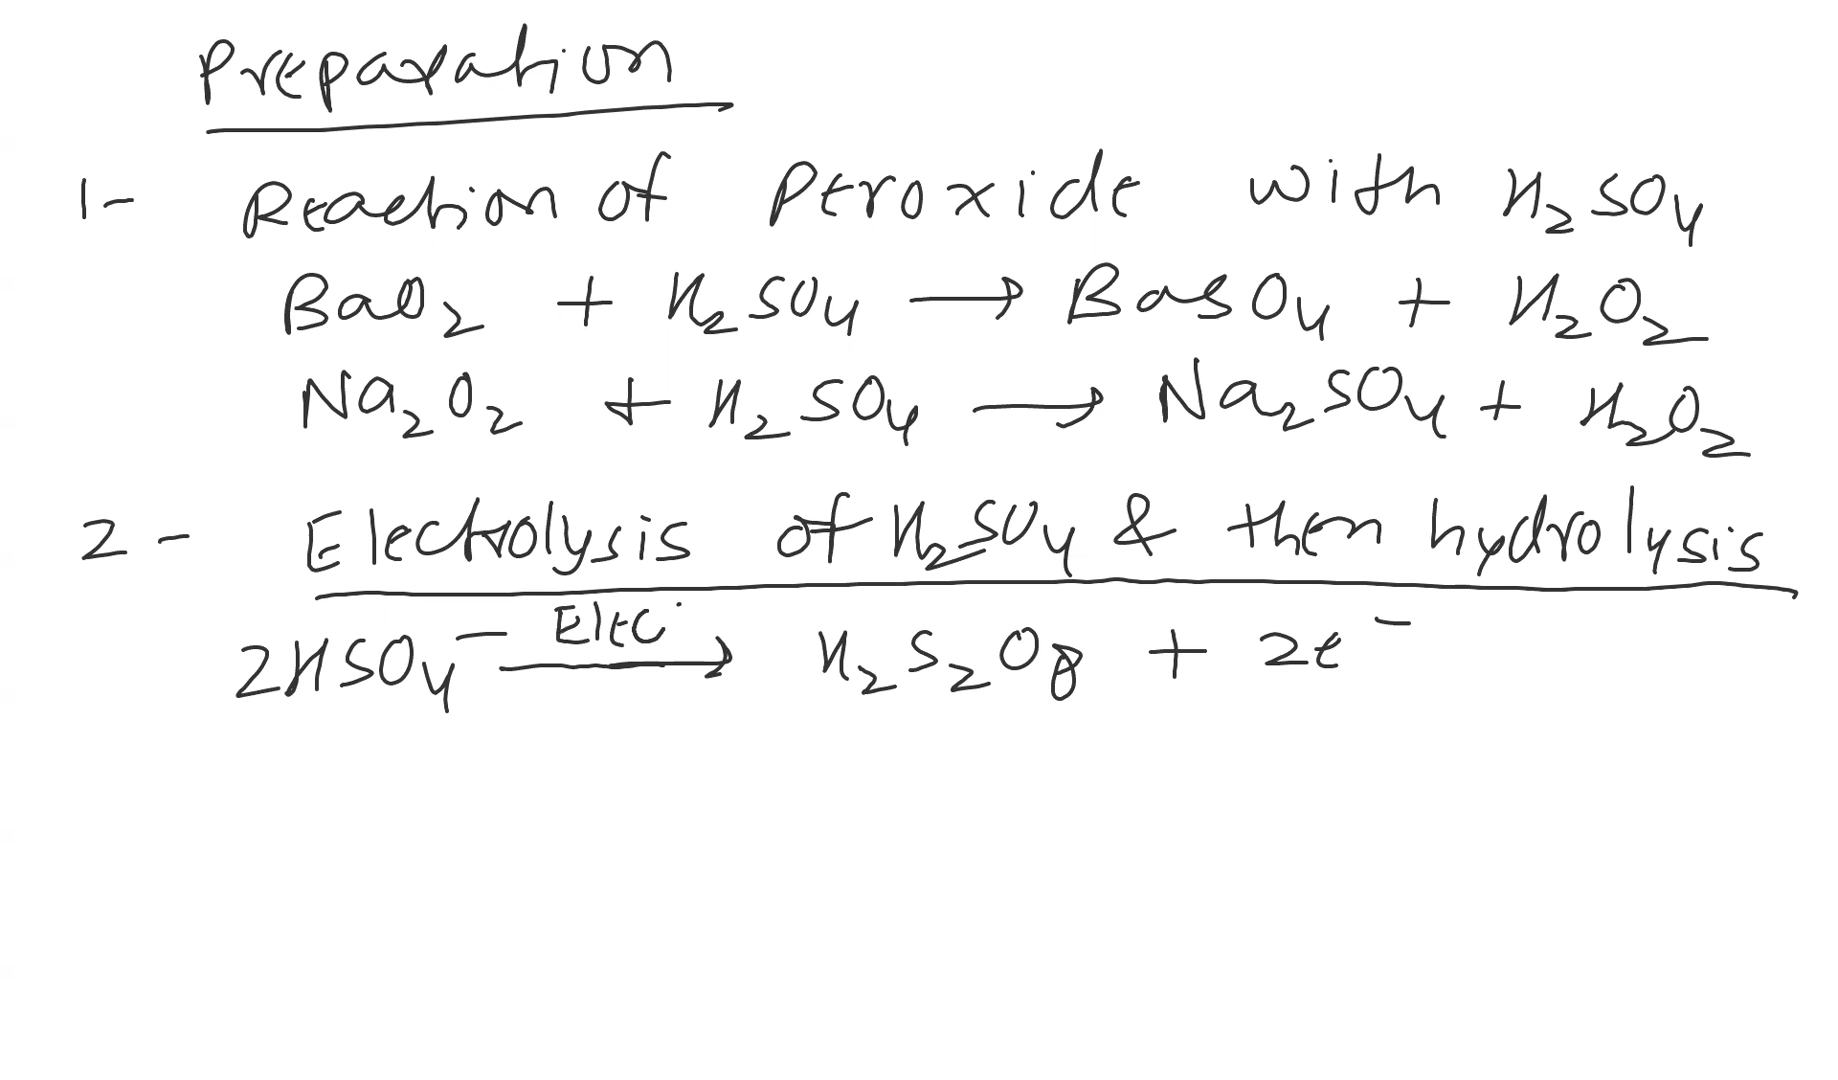 Preparation
1- Reaction of Peroxide with H₂SO₄
BaO₂ + H₂SO₄ → BaSO₄ + H₂O₂
Na₂O₂ + H₂SO₄ → Na₂SO₄ + H₂O₂
2- Electrolysis of H₂SO₄ & then hydrolysis
2HSO₄⁻ Elec. → H₂S₂O₈ + 2e⁻